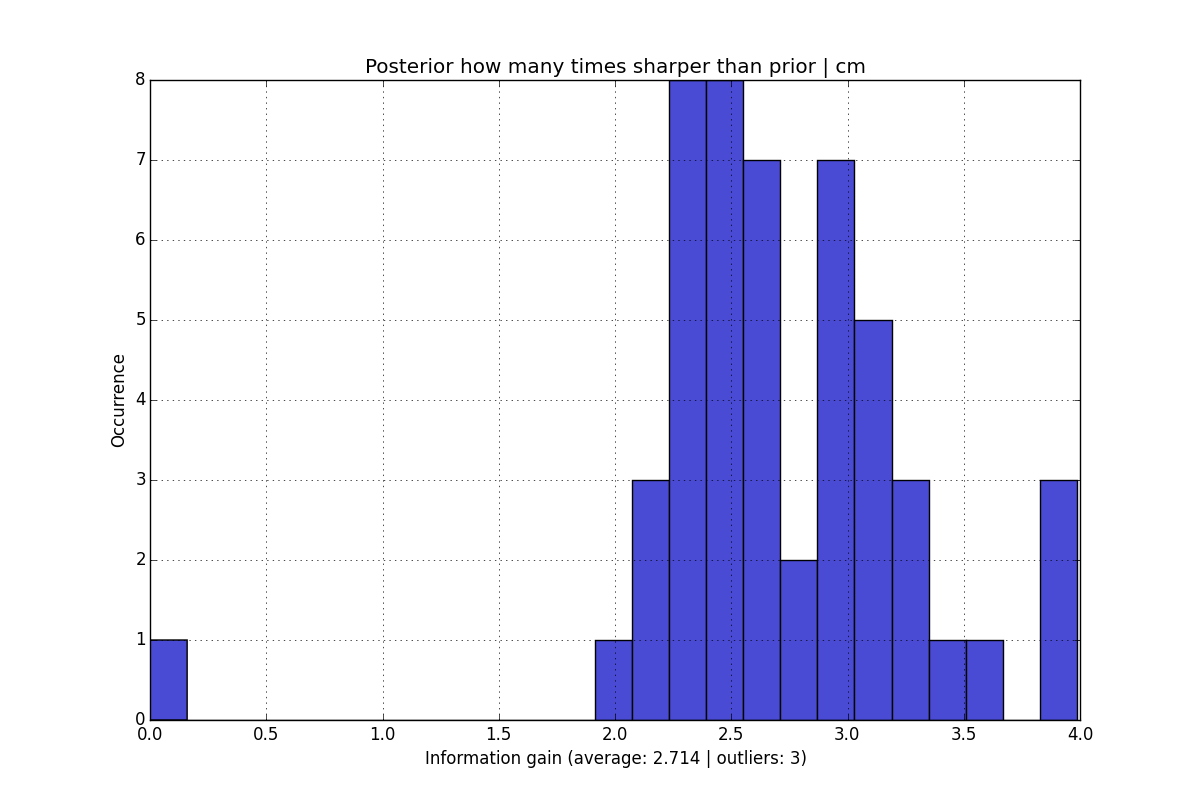 Posterior how many times sharper than prior | cm
8
7
6
5
4
3
2
1
0
Occurrence
0.0 0.5 1.0 1.5 2.0 2.5 3.0 3.5 4.0
Information gain (average: 2.714 | outliers: 3)